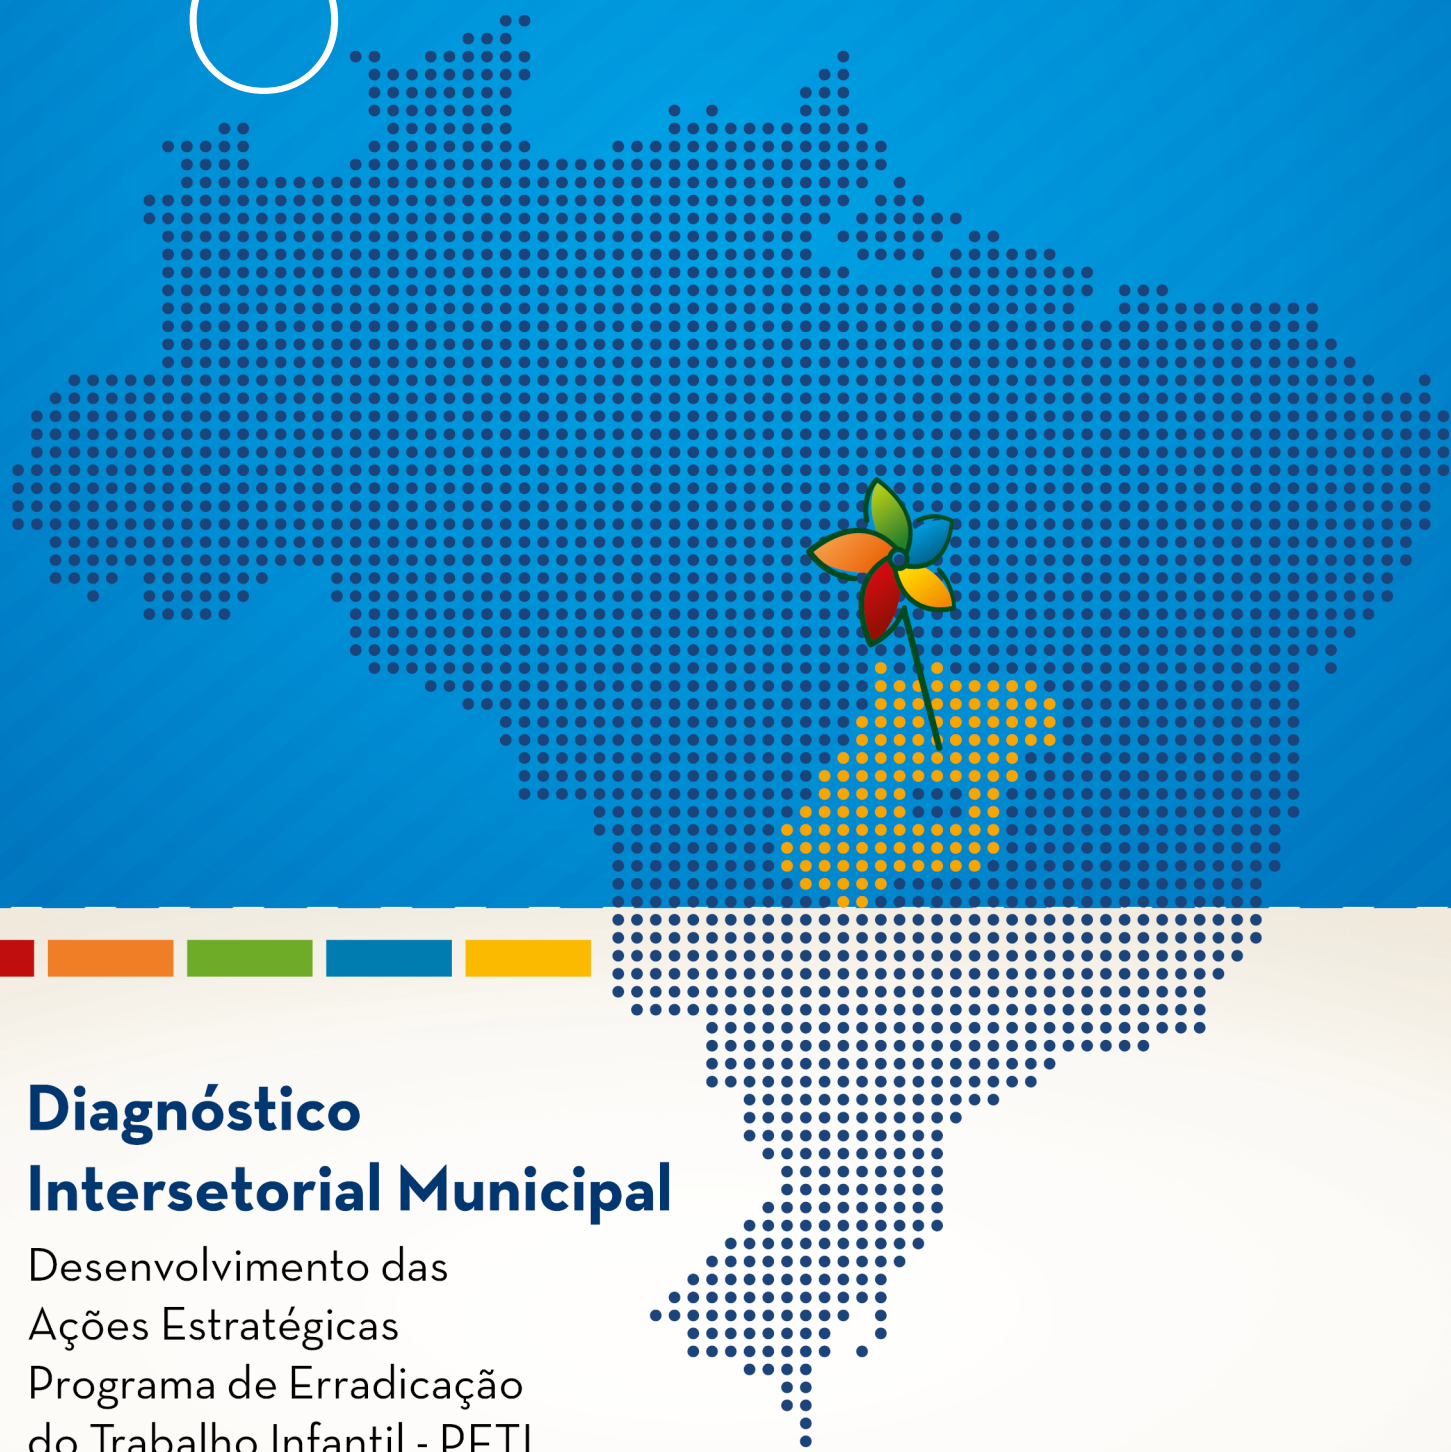 Diagnóstico
Intersetorial Municipal
Desenvolvimento das
Ações Estratégicas
Programa de Erradicação
do Trabalho Infantil - PETI